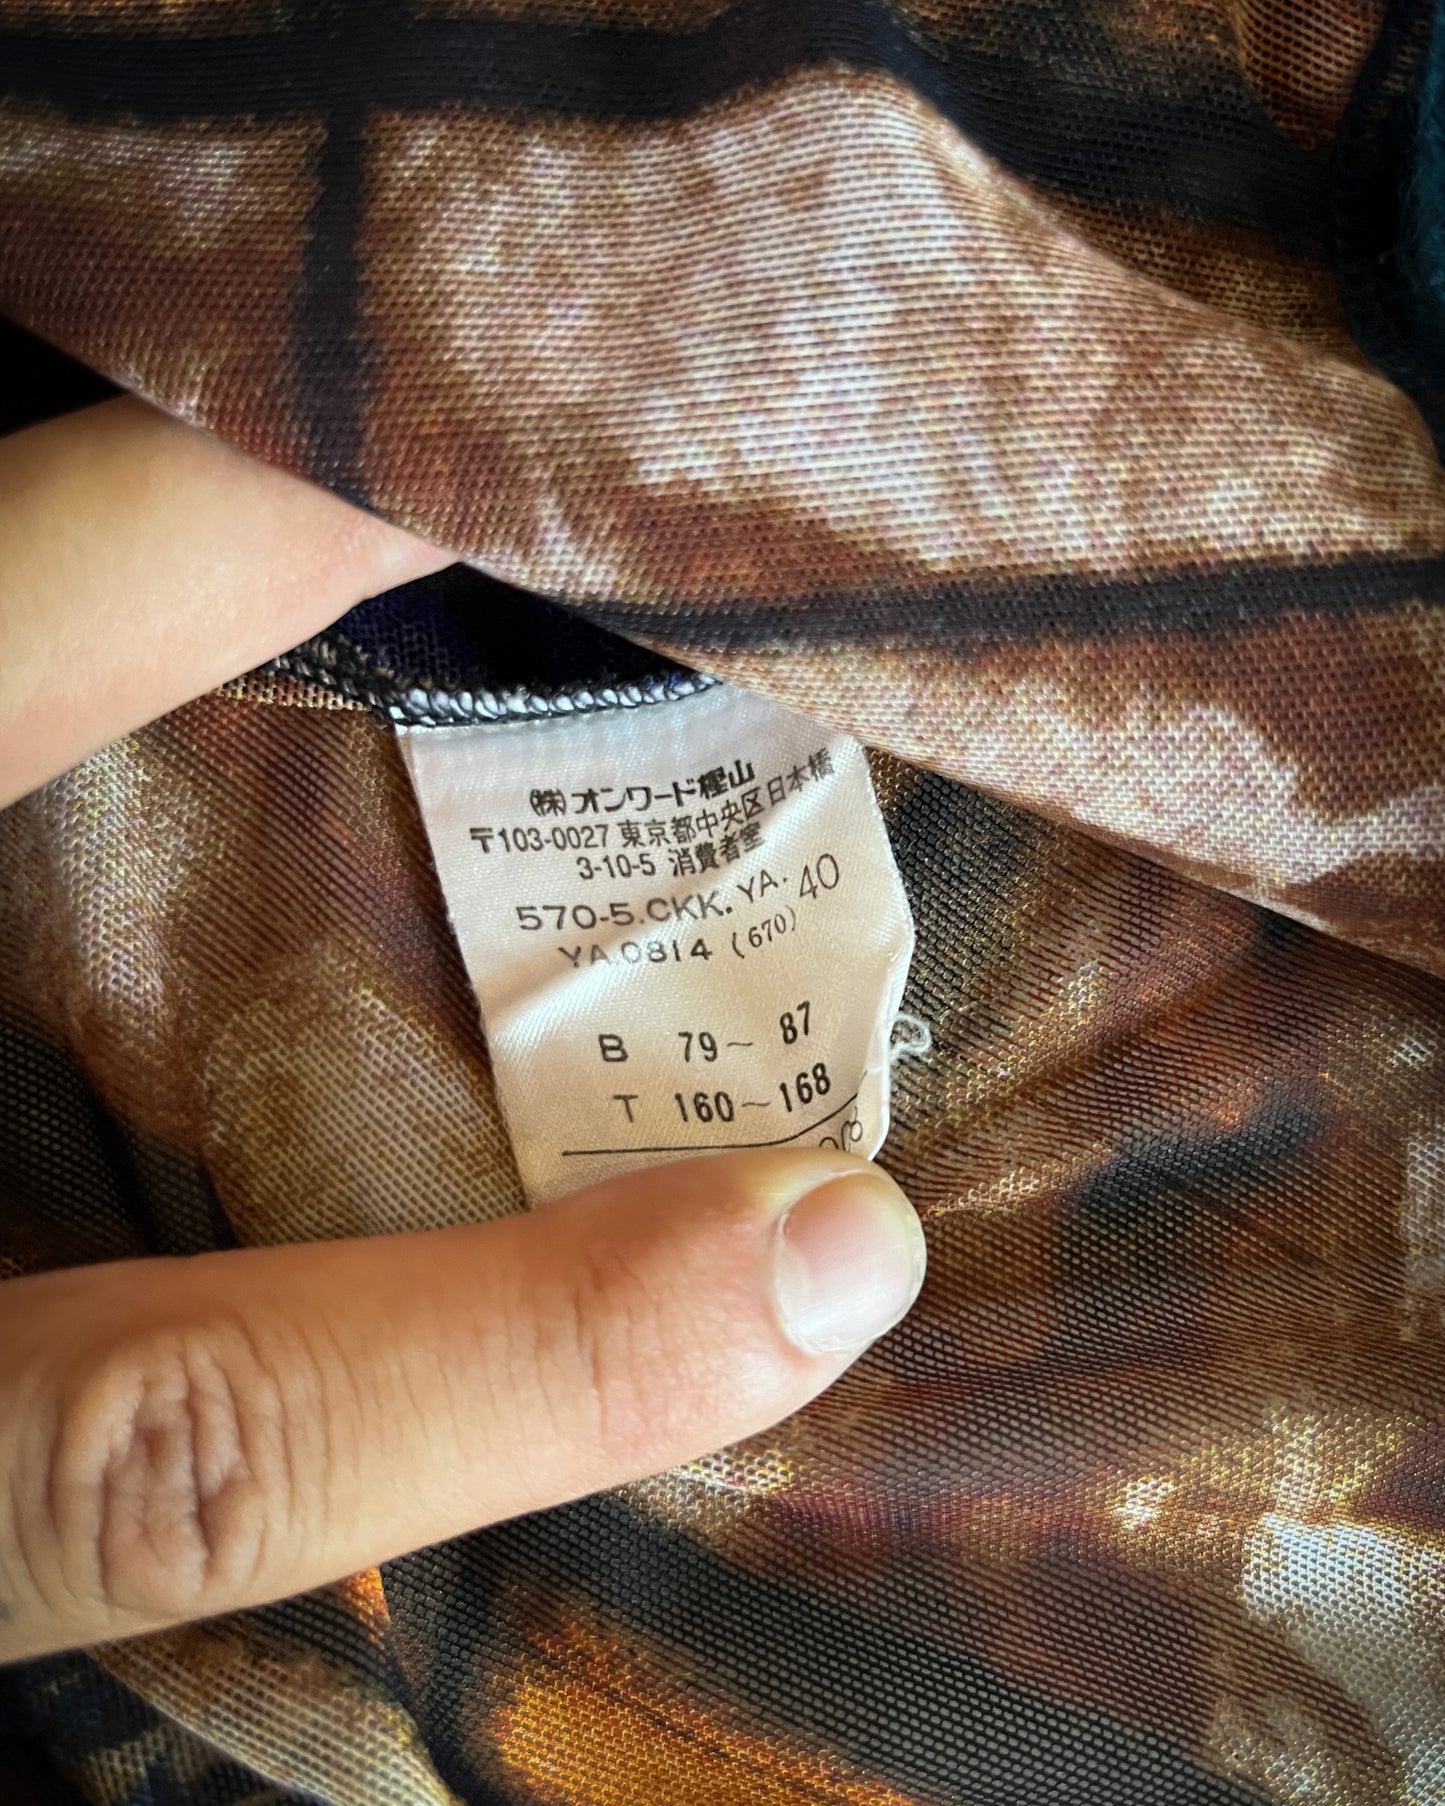 ㈱オンワード樫山
〒103-0027 東京都中央区日本橋
3-10-5 消費者室
570-5.CKK.YA. 40
YA.0814 (670)
B 79~ 87
T 160~168